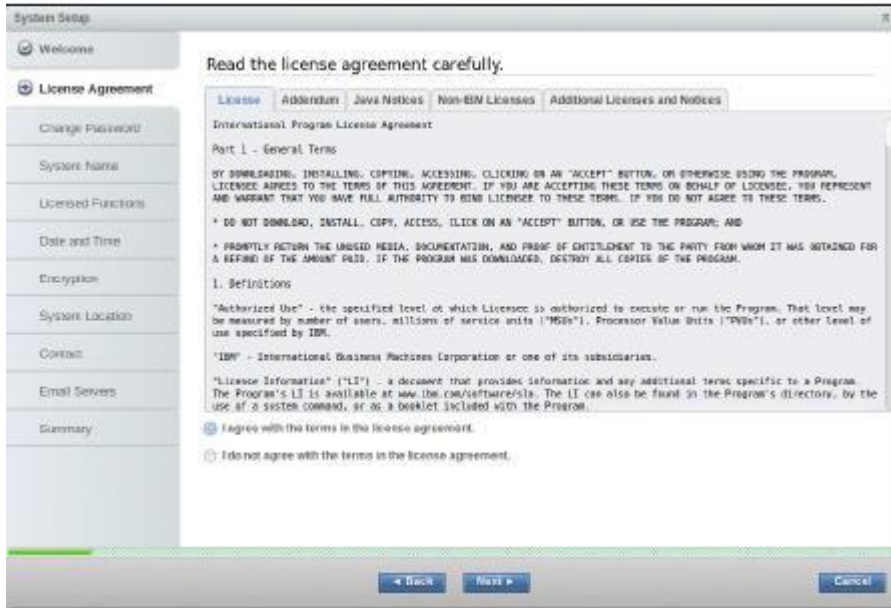 System Setup
Welcome
License Agreement
Change Password
System Name
Licensed Functions
Date and Time
Encryption
System Location
Contact
Email Servers
Summary
Read the license agreement carefully.
License Addendum Java Notices Non-IBM Licenses Additional Licenses and Notices
International Program License Agreement
Part 1 - General Terms
BY DOWNLOADING, INSTALLING, COPYING, ACCESSING, CLICKING ON AN "ACCEPT" BUTTON, OR OTHERWISE USING THE PROGRAM,
LICENSEE AGREES TO THE TERMS OF THIS AGREEMENT. IF YOU ARE ACCEPTING THESE TERMS ON BEHALF OF LICENSEE, YOU REPRESENT
AND WARRANT THAT YOU HAVE FULL AUTHORITY TO BIND LICENSEE TO THESE TERMS. IF YOU DO NOT AGREE TO THESE TERMS,
* DO NOT DOWNLOAD, INSTALL, COPY, ACCESS, CLICK ON AN "ACCEPT" BUTTON, OR USE THE PROGRAM; AND
* PROMPTLY RETURN THE UNUSED MEDIA, DOCUMENTATION, AND PROOF OF ENTITLEMENT TO THE PARTY FROM WHOM IT WAS OBTAINED FOR
A REFUND OF THE AMOUNT PAID. IF THE PROGRAM WAS DOWNLOADED, DESTROY ALL COPIES OF THE PROGRAM.
1. Definitions
"Authorized Use" - the specified level at which Licensee is authorized to execute or run the Program. That level may
be measured by number of users, millions of service units ("MSUs"), Processor Value Units ("PVUs"), or other level of
use specified by IBM.
"IBM" - International Business Machines Corporation or one of its subsidiaries.
"License Information" ("LI") - a document that provides information and any additional terms specific to a Program.
The Program's LI is available at www.ibm.com/software/sla. The LI can also be found in the Program's directory, by the
use of a system command, or as a booklet included with the Program.
I agree with the terms in the license agreement.
I do not agree with the terms in the license agreement.
◄ Back Next ► Cancel